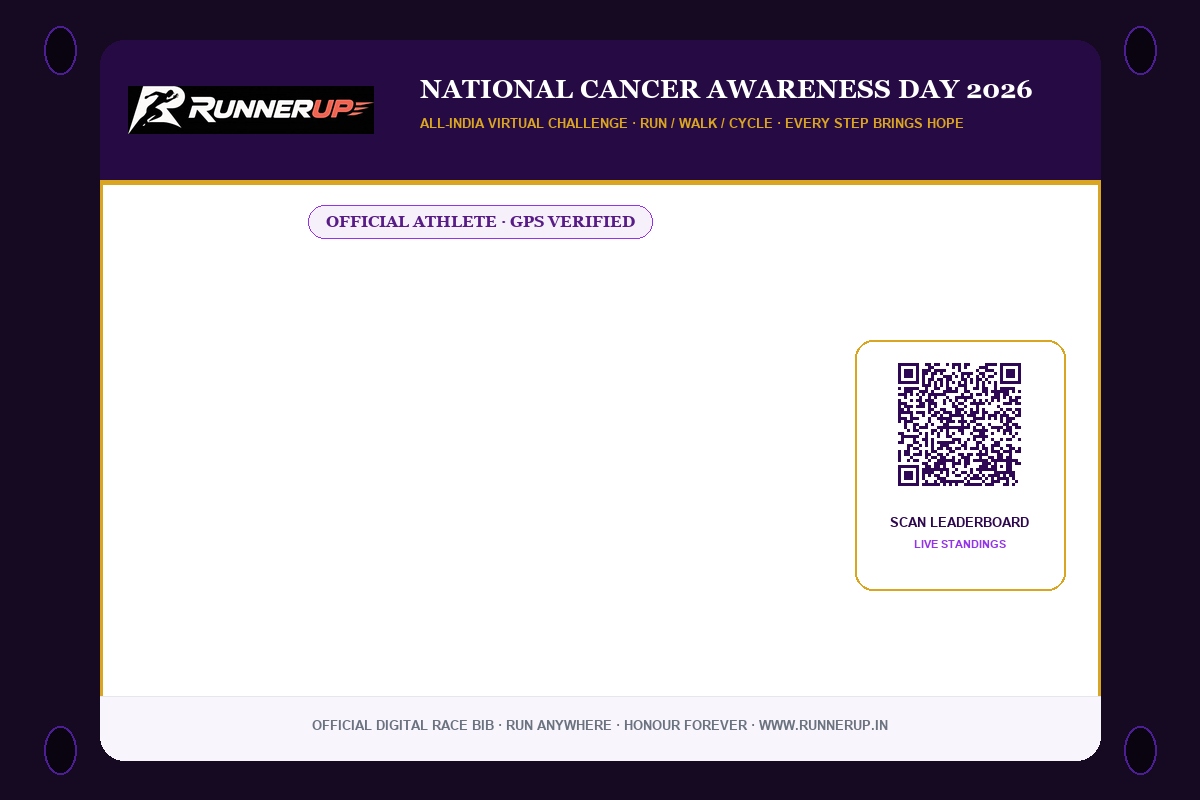 RUNNERUP
NATIONAL CANCER AWARENESS DAY 2026
ALL-INDIA VIRTUAL CHALLENGE · RUN / WALK / CYCLE · EVERY STEP BRINGS HOPE
OFFICIAL ATHLETE · GPS VERIFIED
SCAN LEADERBOARD
LIVE STANDINGS
OFFICIAL DIGITAL RACE BIB · RUN ANYWHERE · HONOUR FOREVER · WWW.RUNNERUP.IN